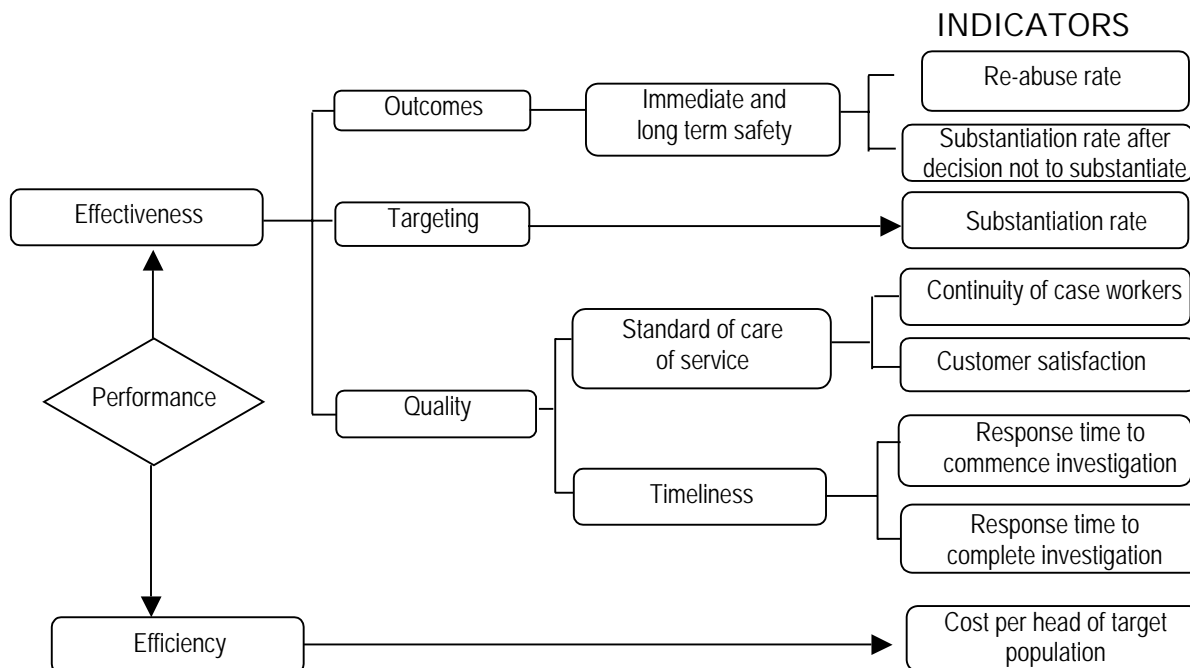 INDICATORS
Outcomes
Immediate and
long term safety
Re-abuse rate
Substantiation rate after
decision not to substantiate
Effectiveness
Targeting
Substantiation rate
Performance
Quality
Standard of care
of service
Continuity of case workers
Customer satisfaction
Timeliness
Response time to
commence investigation
Response time to
complete investigation
Efficiency
Cost per head of target
population